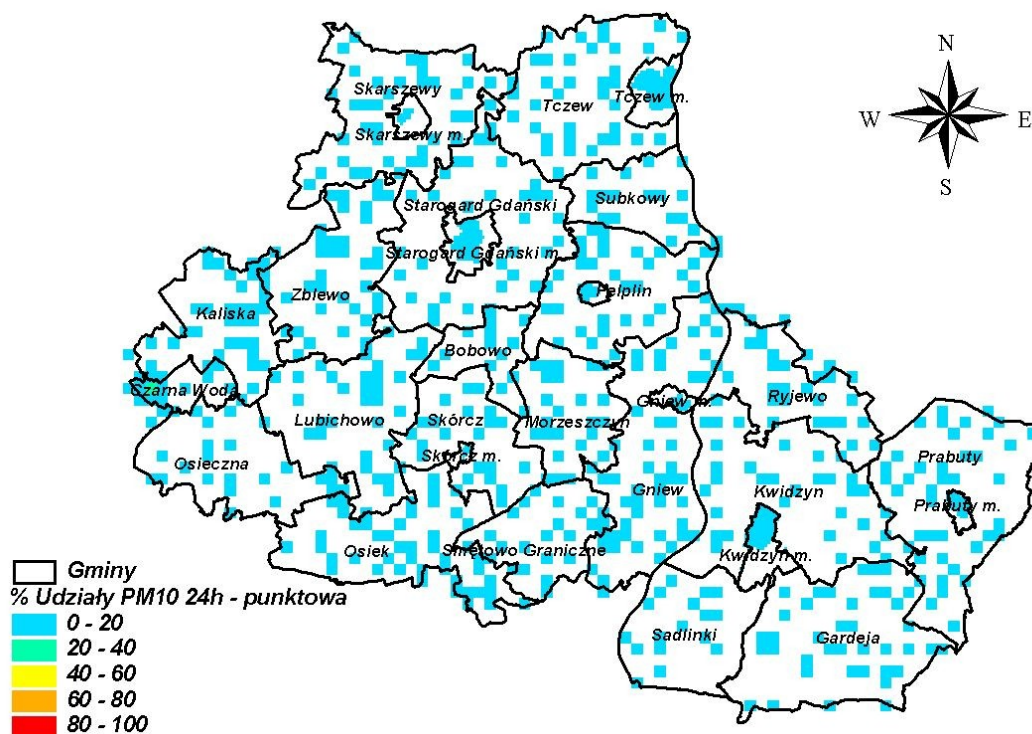 N
Skarszewy
Tczew
Tczew m.
W
E
Skarszewy m.
S
Starogard Gdański
Subkowy
Starogard Gdański m.
Zblewo
Pelplin
Kaliska
Bobowo
Czarna Woda
Gniew m.
Ryjewo
Lubichowo
Skórcz
Morzeszczyn
Skórcz m.
Osieczna
Prabuty
Gniew
Kwidzyn
Prabuty m.
Osiek
Smętowo Graniczne
Kwidzyn m.
Gminy
% Udziały PM10 24h - punktowa
0 - 20
20 - 40
40 - 60
60 - 80
80 - 100
Sadlinki
Gardeja